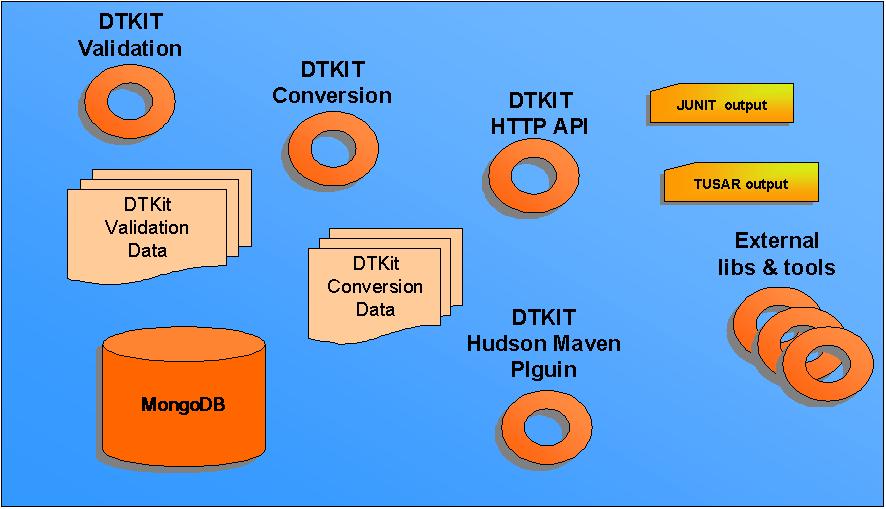 DTKIT
Validation
DTKIT
Conversion
DTKIT
HTTP API
JUNIT output
TUSAR output
DTKit
Validation
Data
External
libs & tools
DTKit
Conversion
Data
DTKIT
Hudson Maven
Plguin
MongoDB